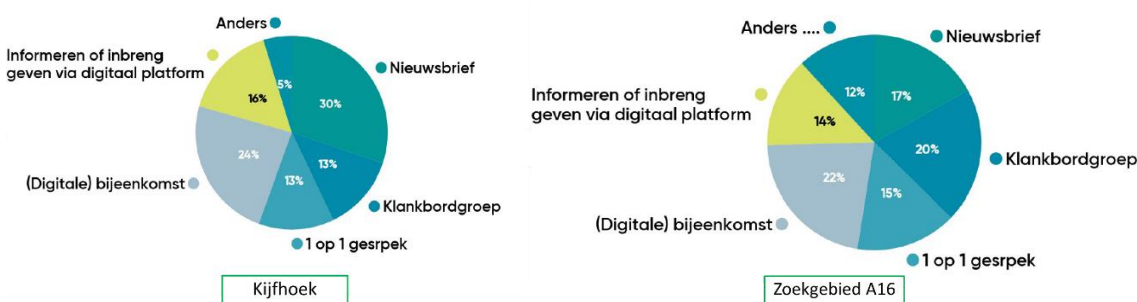 Anders
Informeren of inbreng
geven via digitaal platform
Nieuwsbrief
5%
16%
30%
24%
13%
13%
(Digitale) bijeenkomst
Klankbordgroep
1 op 1 gesrpek
Kijfhoek
Anders ....
Nieuwsbrief
Informeren of inbreng
geven via digitaal platform
12%
17%
14%
20%
Klankbordgroep
22%
15%
(Digitale) bijeenkomst
1 op 1 gesrpek
Zoekgebied A16